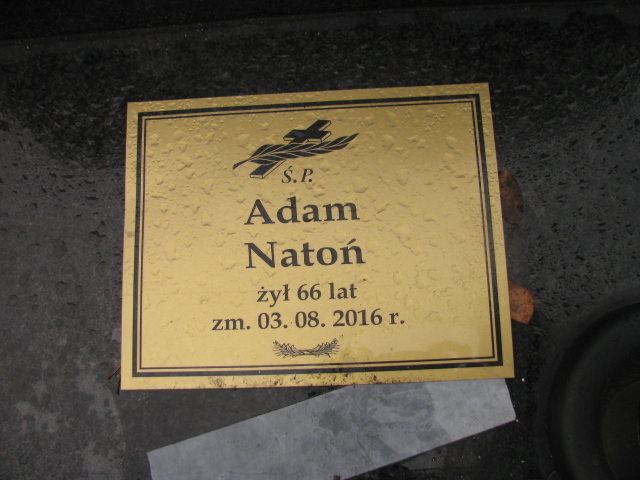 Ś.P.
Adam
Natoń
żył 66 lat
zm. 03. 08. 2016 r.